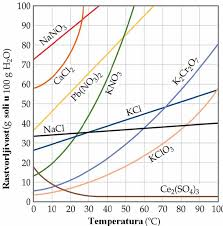 Rastvorljivost(g soli u 100 g H₂O)
100
90
80
70
60
50
40
30
20
10
0
NaNO₃
CaCl₂
Pb(NO₃)₂
KNO₃
K₂Cr₂O₇
KCl
NaCl
KClO₃
Ce₂(SO₄)₃
0 10 20 30 40 50 60 70 80 90 100
Temperatura (°C)